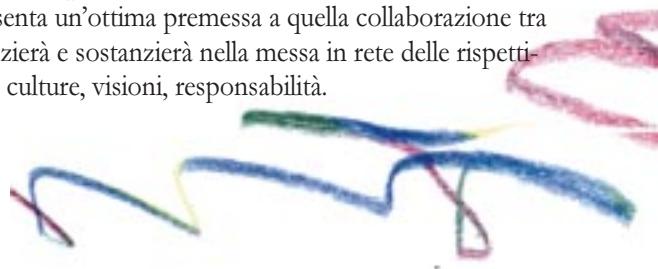 senta un’ottima premessa a quella collaborazione tra
zierà e sostanzierà nella messa in rete delle rispetti-
culture, visioni, responsabilità.